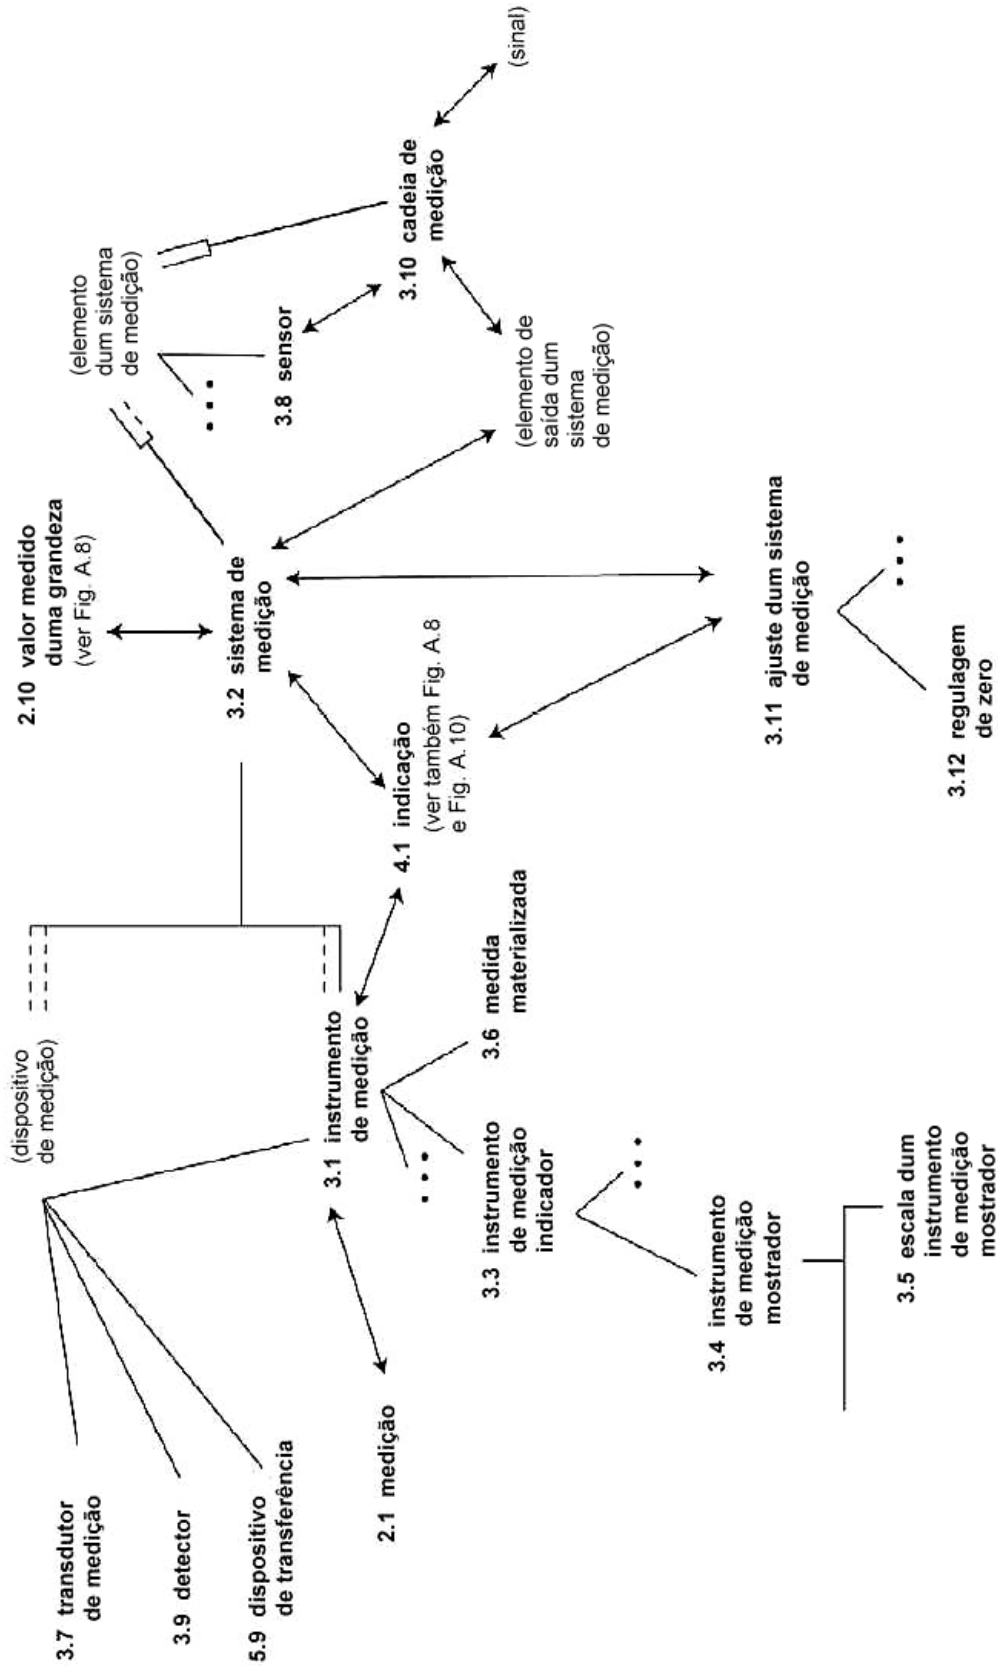 (dispositivo
de medição)
2.10 valor medido
duma grandeza
(ver Fig. A.8)
(elemento
dum sistema
de medição)
3.7 transdutor
de medição
3.9 detector
5.9 dispositivo
de transferência
3.2 sistema de
medição
3.8 sensor
3.1 instrumento
de medição
2.1 medição
4.1 indicação
(ver também Fig. A.8
e Fig. A.10)
3.10 cadeia de
medição
(sinal)
3.3 instrumento
de medição
indicador
3.6 medida
materializada
(elemento de
saída dum
sistema
de medição)
3.4 instrumento
de medição
mostrador
3.11 ajuste dum sistema
de medição
3.5 escala dum
instrumento
de medição
mostrador
3.12 regulagem
de zero